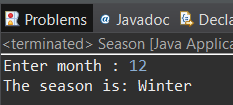 Problems @ Javadoc Decla
<terminated> Season [Java Applica
Enter month : 12
The season is: Winter